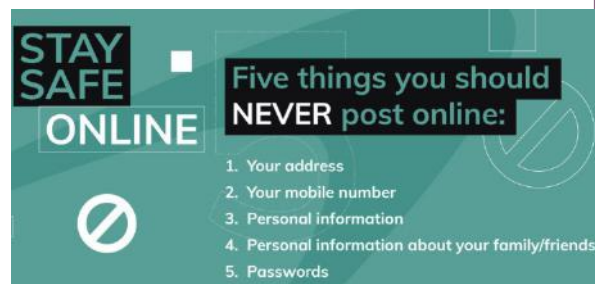 STAY
SAFE
ONLINE
Five things you should
NEVER post online:
1. Your address
2. Your mobile number
3. Personal information
4. Personal information about your family/friends
5. Passwords